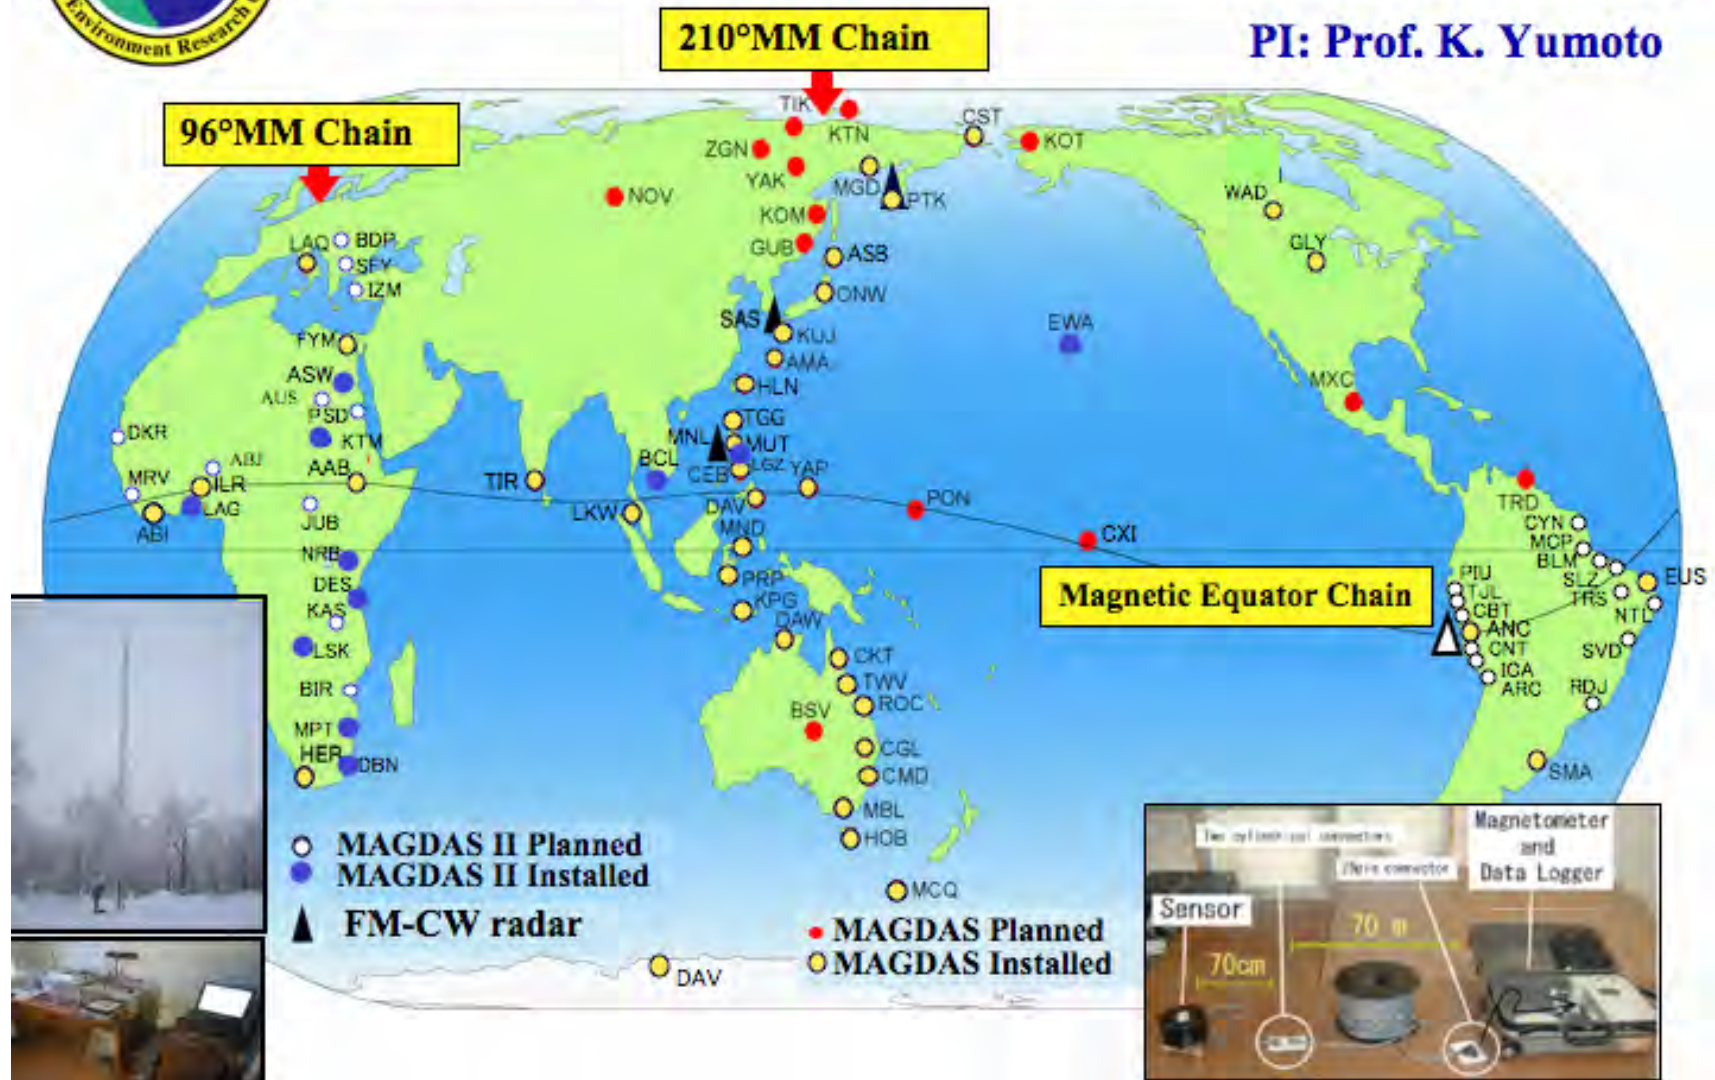 Environment Research
210°MM Chain
PI: Prof. K. Yumoto
96°MM Chain
TIK
KTN
CST
KOT
ZGN
YAK
MGD
PTK
NOV
WAD
KOM
GUB
ASB
GLY
LAQ
BDP
SFY
IZM
ONW
SAS
KUJ
EWA
FYM
AMA
ASW
HLN
MXC
AUS
PSD
TGG
DKR
KTM
MNL
MUT
ABJ
AAB
BCL
LGZ
YAP
CEB
MRV
ILR
TIR
TRD
LAG
LKW
DAV
PON
ABI
JUB
MND
CXI
CYN
MCP
NRB
BLM
DES
PRP
PIU
SLZ
EUS
Magnetic Equator Chain
TJL
TRS
KAS
KPG
CBT
NTL
DAW
ANC
LSK
CKT
CNT
SVD
ICA
BIR
TWV
ARC
RDJ
ROC
BSV
MPT
CGL
HER
DBN
CMD
SMA
MBL
HOB
MAGDAS II Planned
MAGDAS II Installed
MCQ
FM-CW radar
MAGDAS Planned
MAGDAS Installed
DAV
Two cylindrical connectors
Magnetometer
and
Data Logger
connector
Sensor
70 m
70cm